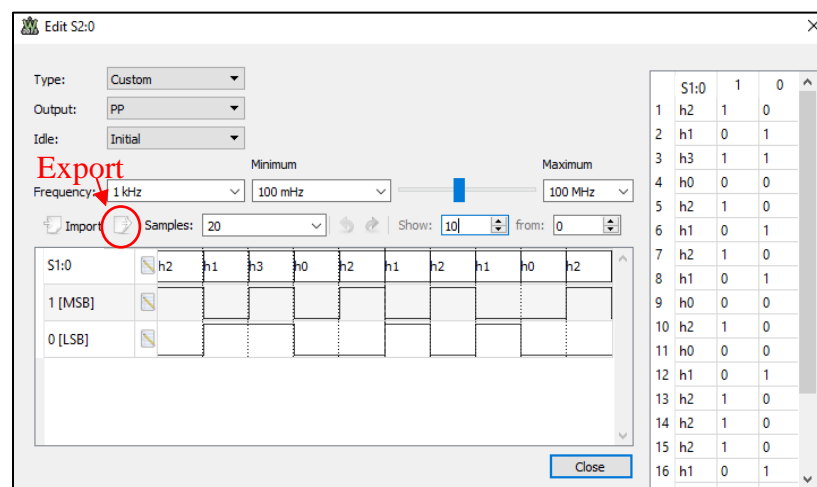 Edit S2:0
Type: Custom
Output: PP
Idle: Initial
Export
Minimum Maximum
Frequency: 1 kHz 100 mHz 100 MHz
Import Samples: 20 Show: 10 from: 0
S1:0 h2 h1 h3 h0 h2 h1 h2 h1 h0 h2
1 [MSB]
0 [LSB]
Close
S1:0 1 0
1 h2 1 0
2 h1 0 1
3 h3 1 1
4 h0 0 0
5 h2 1 0
6 h1 0 1
7 h2 1 0
8 h1 0 1
9 h0 0 0
10 h2 1 0
11 h0 0 0
12 h1 0 1
13 h2 1 0
14 h2 1 0
15 h2 1 0
16 h1 0 1